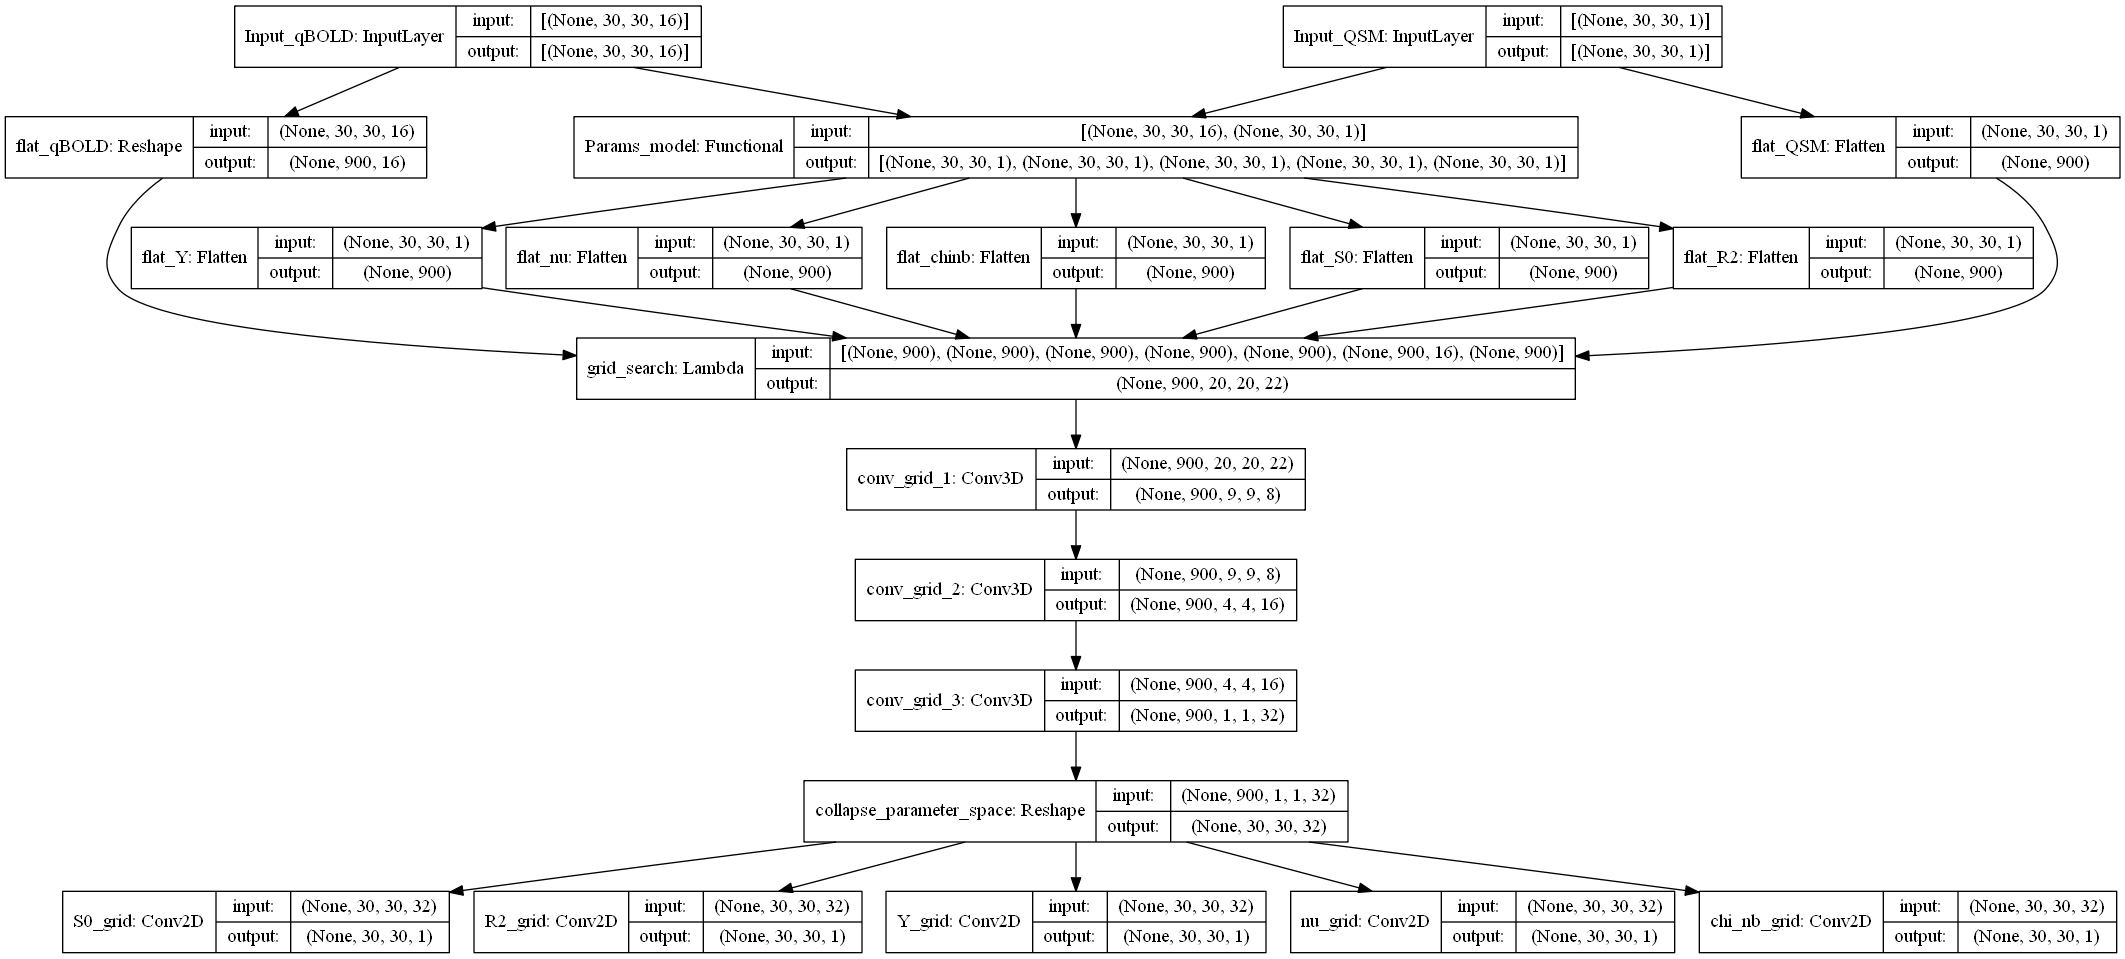 Input_qBOLD: InputLayer
input:
[(None, 30, 30, 16)]
output:
[(None, 30, 30, 16)]
Input_QSM: InputLayer
input:
[(None, 30, 30, 1)]
output:
[(None, 30, 30, 1)]
flat_qBOLD: Reshape
input:
(None, 30, 30, 16)
output:
(None, 900, 16)
Params_model: Functional
input:
[(None, 30, 30, 16), (None, 30, 30, 1)]
output:
[(None, 30, 30, 1), (None, 30, 30, 1), (None, 30, 30, 1), (None, 30, 30, 1), (None, 30, 30, 1)]
flat_QSM: Flatten
input:
(None, 30, 30, 1)
output:
(None, 900)
flat_Y: Flatten
input:
(None, 30, 30, 1)
output:
(None, 900)
flat_nu: Flatten
input:
(None, 30, 30, 1)
output:
(None, 900)
flat_chinb: Flatten
input:
(None, 30, 30, 1)
output:
(None, 900)
flat_S0: Flatten
input:
(None, 30, 30, 1)
output:
(None, 900)
flat_R2: Flatten
input:
(None, 30, 30, 1)
output:
(None, 900)
grid_search: Lambda
input:
[(None, 900), (None, 900), (None, 900), (None, 900), (None, 900), (None, 900, 16), (None, 900)]
output:
(None, 900, 20, 20, 22)
conv_grid_1: Conv3D
input:
(None, 900, 20, 20, 22)
output:
(None, 900, 9, 9, 8)
conv_grid_2: Conv3D
input:
(None, 900, 9, 9, 8)
output:
(None, 900, 4, 4, 16)
conv_grid_3: Conv3D
input:
(None, 900, 4, 4, 16)
output:
(None, 900, 1, 1, 32)
collapse_parameter_space: Reshape
input:
(None, 900, 1, 1, 32)
output:
(None, 30, 30, 32)
S0_grid: Conv2D
input:
(None, 30, 30, 32)
output:
(None, 30, 30, 1)
R2_grid: Conv2D
input:
(None, 30, 30, 32)
output:
(None, 30, 30, 1)
Y_grid: Conv2D
input:
(None, 30, 30, 32)
output:
(None, 30, 30, 1)
nu_grid: Conv2D
input:
(None, 30, 30, 32)
output:
(None, 30, 30, 1)
chi_nb_grid: Conv2D
input:
(None, 30, 30, 32)
output:
(None, 30, 30, 1)